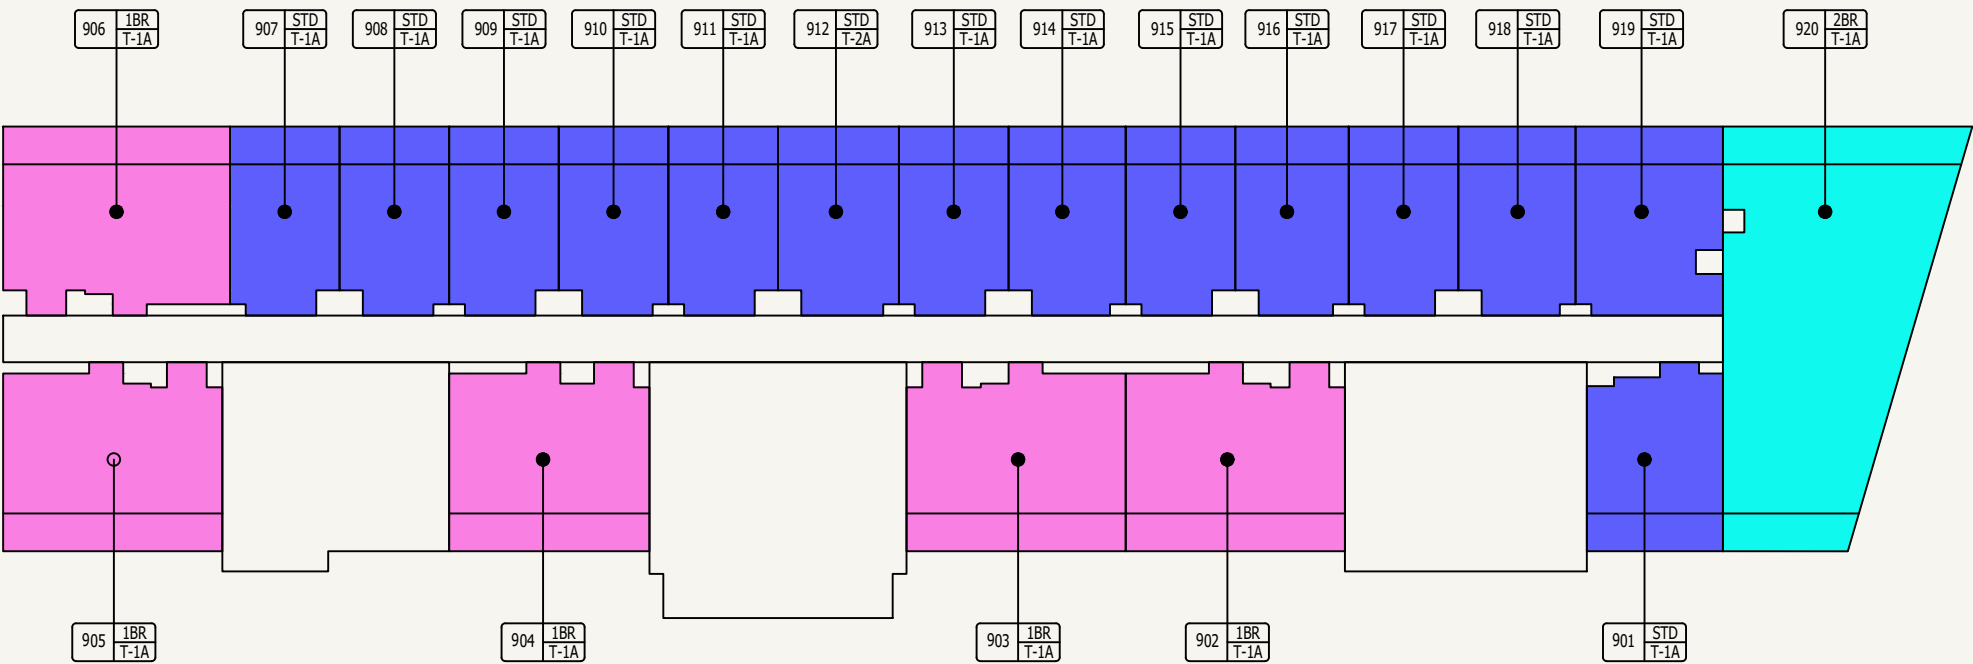 906 1BR T-1A
907 STD T-1A
908 STD T-1A
909 STD T-1A
910 STD T-1A
911 STD T-1A
912 STD T-2A
913 STD T-1A
914 STD T-1A
915 STD T-1A
916 STD T-1A
917 STD T-1A
918 STD T-1A
919 STD T-1A
920 2BR T-1A
905 1BR T-1A
904 1BR T-1A
903 1BR T-1A
902 1BR T-1A
901 STD T-1A